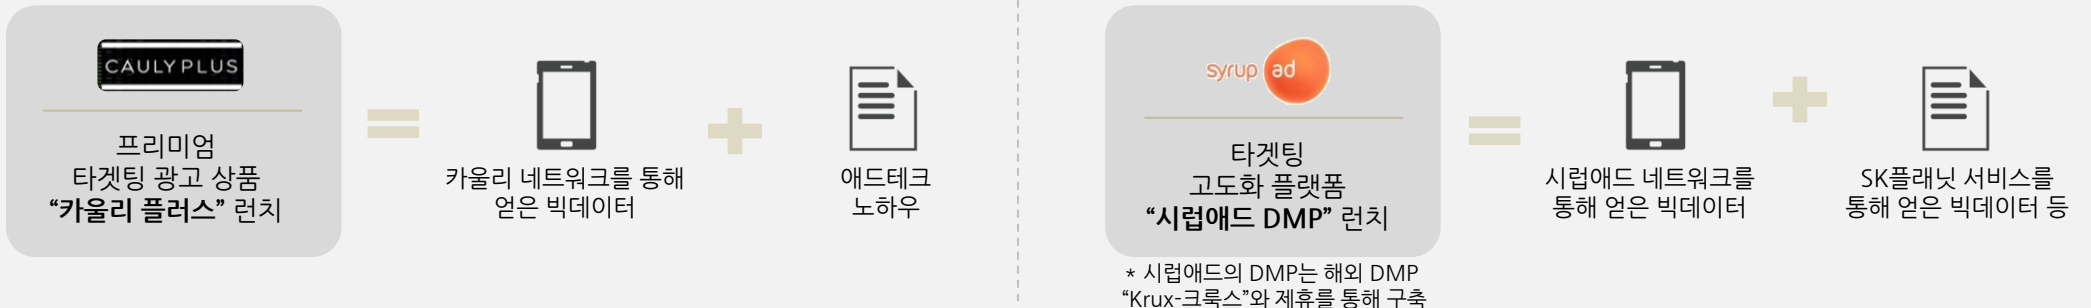 CAULY PLUS
프리미엄
타겟팅 광고 상품
“카울리 플러스” 런치
카울리 네트워크를 통해
얻은 빅데이터
애드테크
노하우
syrup ad
타겟팅
고도화 플랫폼
“시럽애드 DMP” 런치
* 시럽애드의 DMP는 해외 DMP
“Krux-크룩스”와 제휴를 통해 구축
시럽애드 네트워크를
통해 얻은 빅데이터
SK플래닛 서비스를
통해 얻은 빅데이터 등